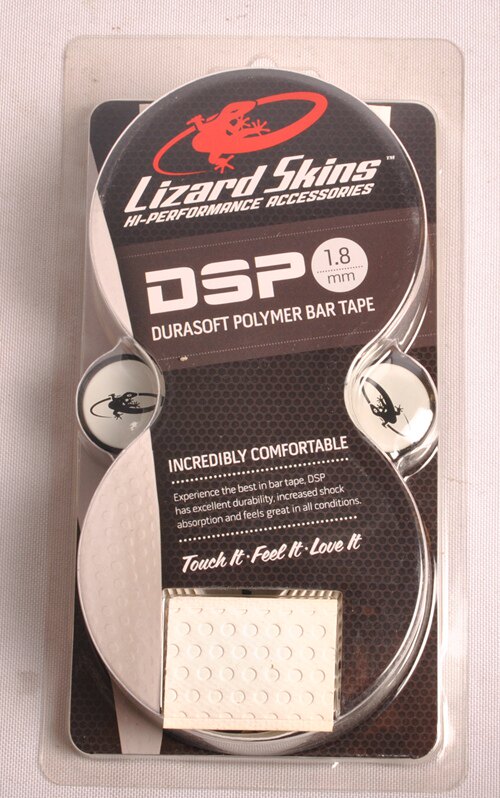 Lizard Skins™
HI-PERFORMANCE ACCESSORIES
DSP 1.8 mm
DURASOFT POLYMER BAR TAPE
INCREDIBLY COMFORTABLE
Experience the best in bar tape, DSP
has excellent durability, increased shock
absorption and feels great in all conditions.
Touch It · Feel It · Love It